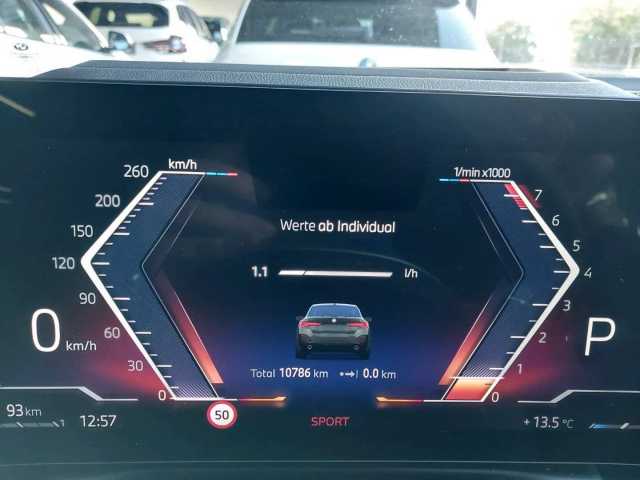 km/h
260
200
150
120
90
60
30
0
0
km/h
1/min x1000
7
6
5
4
3
2
1
0
P
Werte ab Individual
1.1 l/h
Total 10786 km 0.0 km
93 km
12:57
50
SPORT
+13.5 °C